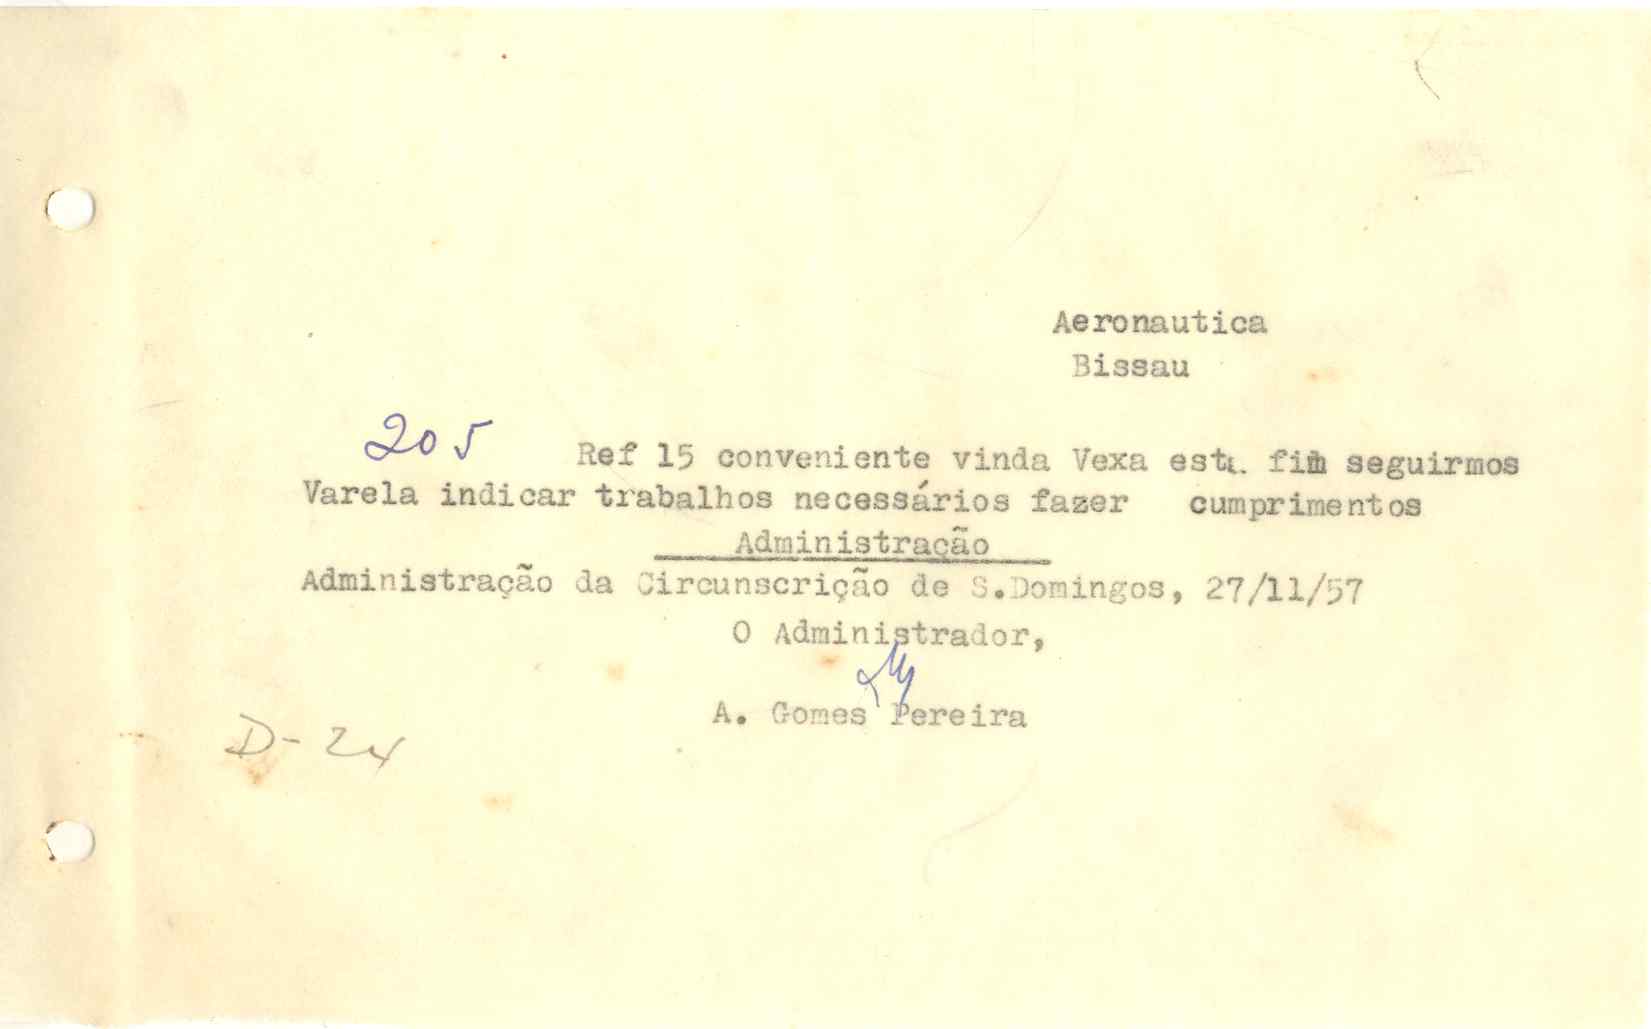 Aeronautica
Bissau
205 Ref 15 conveniente vinda Vexa fim seguirmos
Varela indicar trabalhos necessários fazer cumprimentos
Administração
Administração da Circunscrição de S.Domingos, 27/11/57
O Administrador,
A. Gomes Pereira
D-24